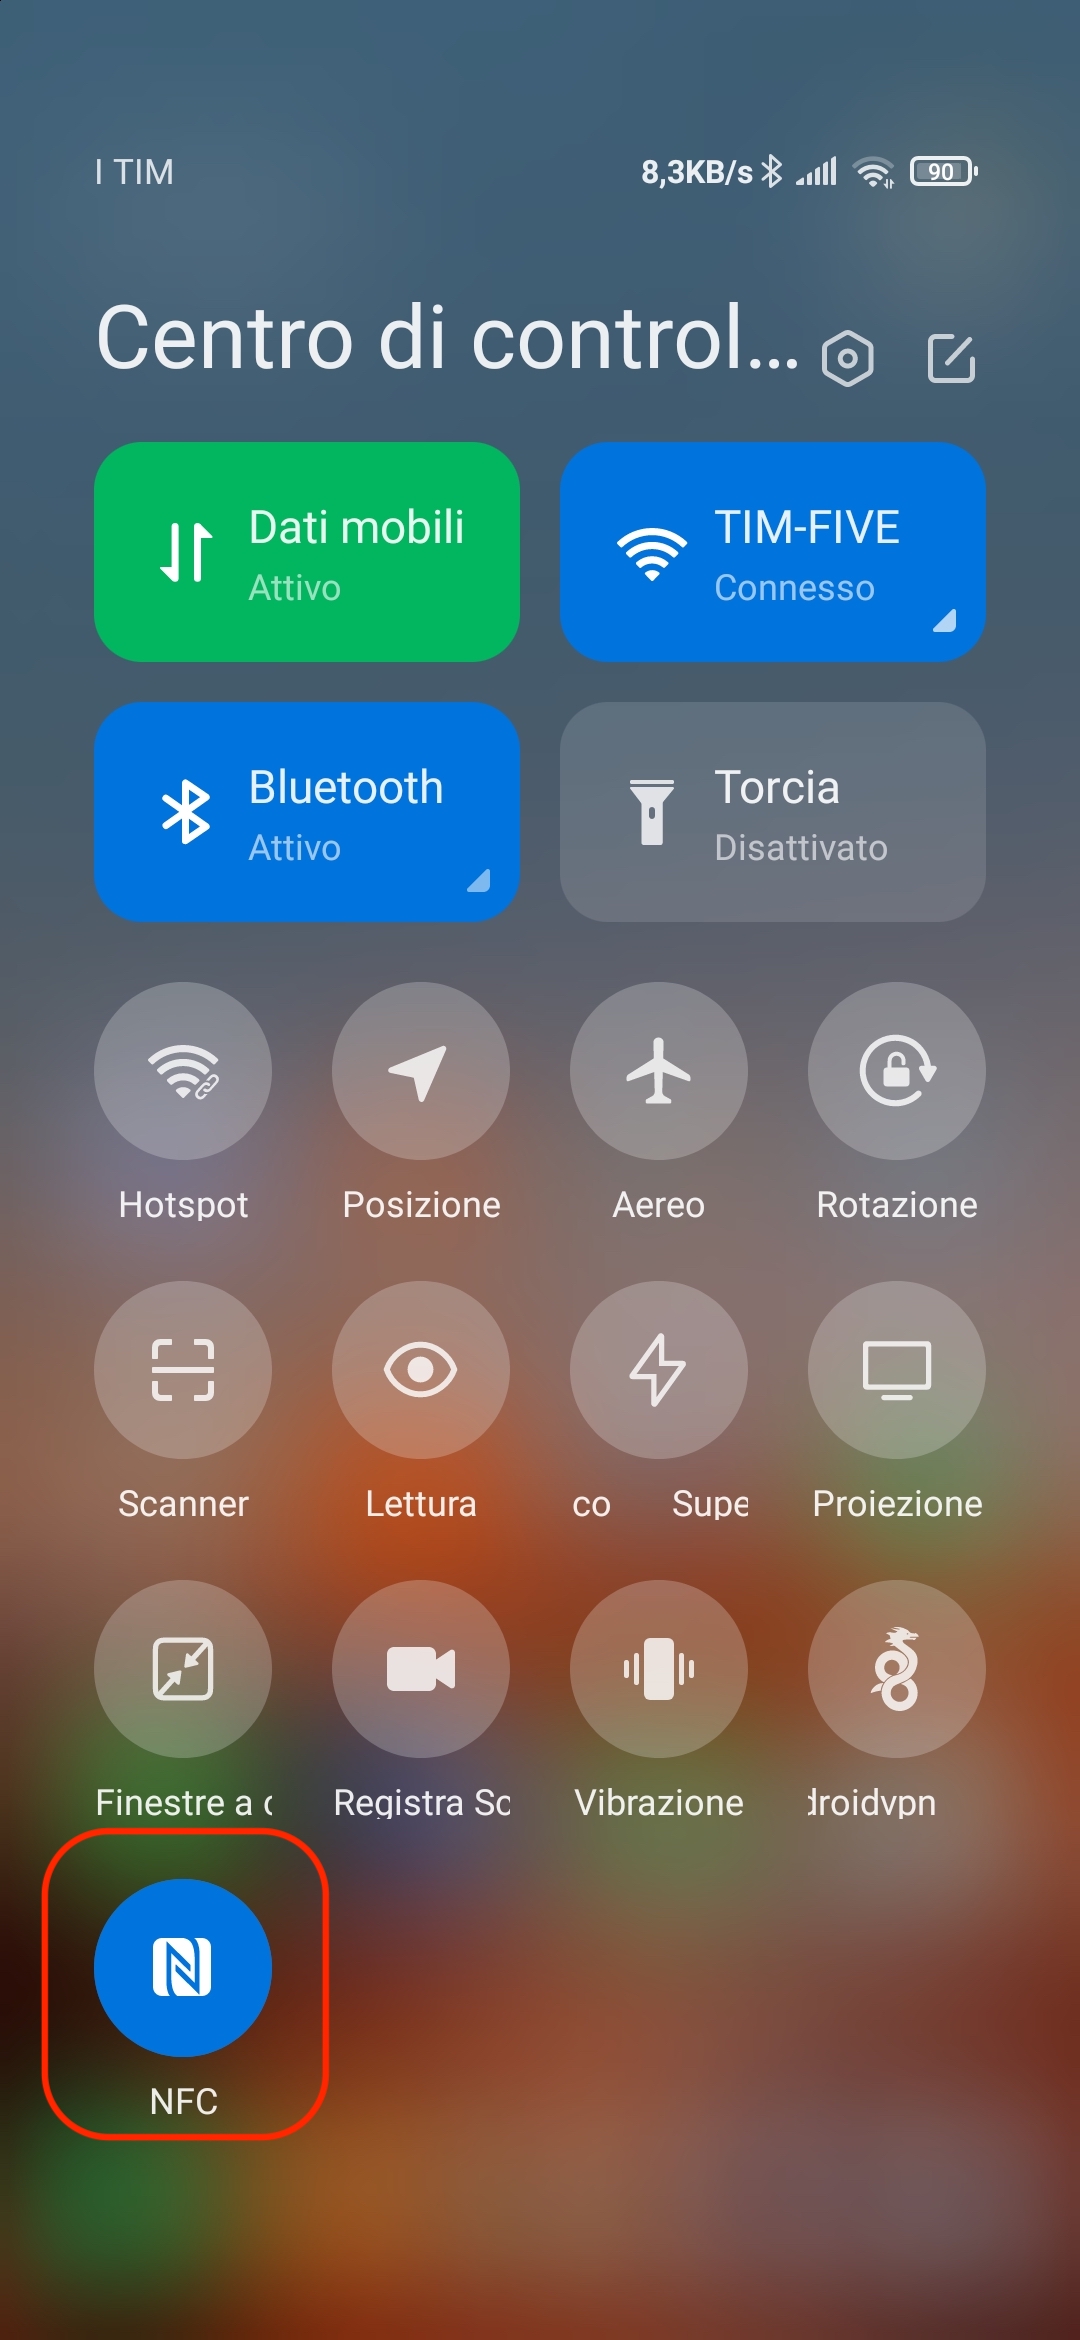 I TIM
8,3KB/s
90
Centro di control...
Dati mobili
Attivo
TIM-FIVE
Connesso
Bluetooth
Attivo
Torcia
Disattivato
Hotspot
Posizione
Aereo
Rotazione
Scanner
Lettura
co Supe
Proiezione
Finestre a
Registra Sc
Vibrazione
droidvpn
NFC